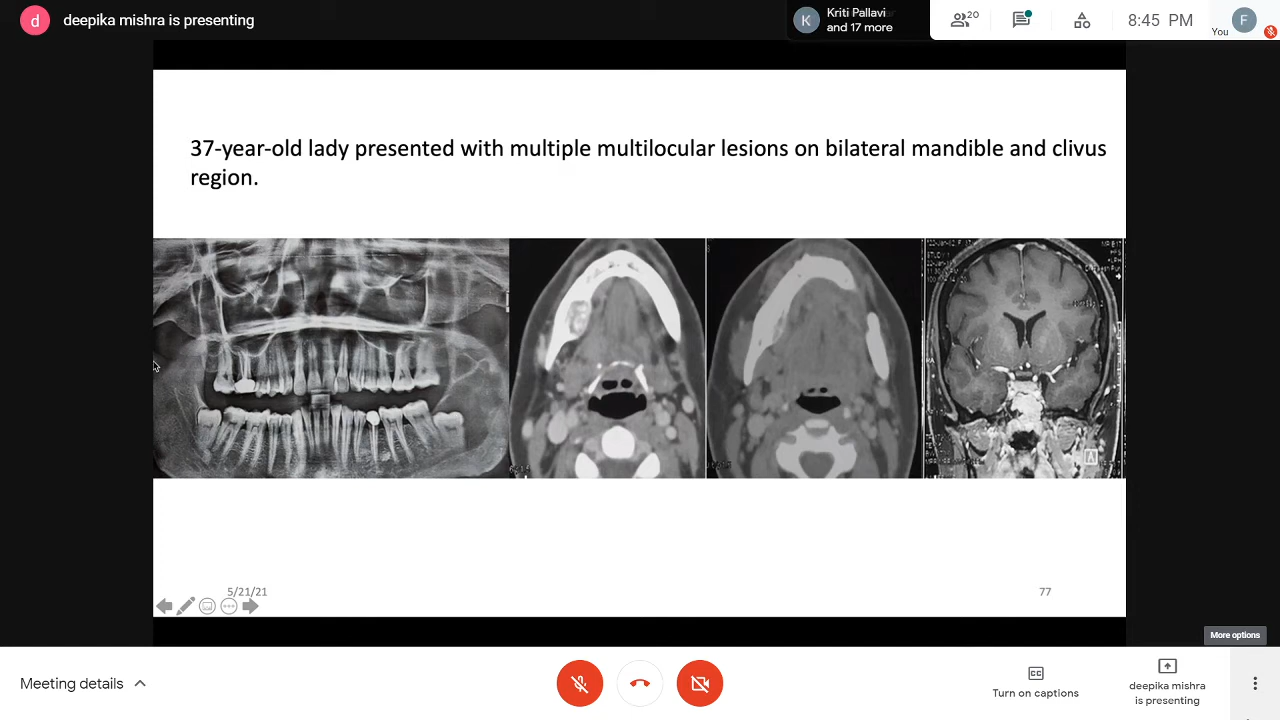 d deepika mishra is presenting
K Kriti Pallavi
and 17 more
20
8:45 PM
You
F
37-year-old lady presented with multiple multilocular lesions on bilateral mandible and clivus
region.
A
5/21/21
77
More options
Meeting details
CC
Turn on captions
deepika mishra
is presenting